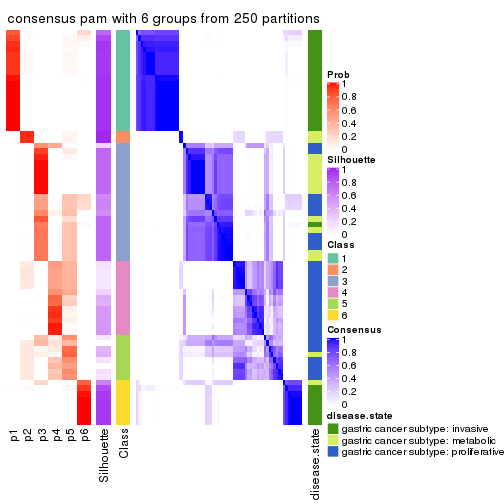 consensus pam with 6 groups from 250 partitions
Prob
1
0.8
0.6
0.4
0.2
0
Silhouette
1
0.8
0.6
0.4
0.2
0
Class
1
2
3
4
5
6
Consensus
1
0.8
0.6
0.4
0.2
0
disease.state
gastric cancer subtype: invasive
gastric cancer subtype: metabolic
gastric cancer subtype: proliferative
p1
p2
p3
p4
p5
p6
Silhouette
Class
disease.state